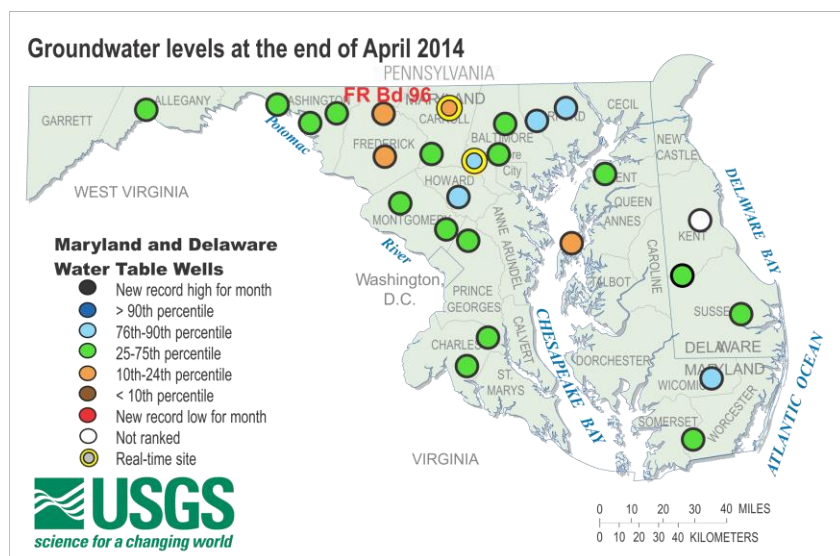 Groundwater levels at the end of April 2014
PENNSYLVANIA
FR Bd 96
MARYLAND
GARRETT
ALLEGANY
CARROLL
CECIL
BALTIMORE
FREDERICK
Potomac
NEW
CASTLE
City
HOWARD
WEST VIRGINIA
DELAWARE BAY
QUEEN
ANNES
MONTGOMERY
ANNE ARUNDEL
KENT
River
Maryland and Delaware
Water Table Wells
Washington,
D.C.
CAROLINE
TALBOT
New record high for month
> 90th percentile
76th-90th percentile
25-75th percentile
10th-24th percentile
< 10th percentile
New record low for month
Not ranked
Real-time site
PRINCE
GEORGES
CALVERT
CHESAPEAKE BAY
SUSSE
CHARLES
DELAWARE
MARYLAND
DORCHESTER
ST.
MARYS
WICOMIC
WORCESTER
SOMERSET
ATLANTIC OCEAN
VIRGINIA
USGS
science for a changing world
0 10 20 30 40 MILES
0 10 20 30 40 KILOMETERS